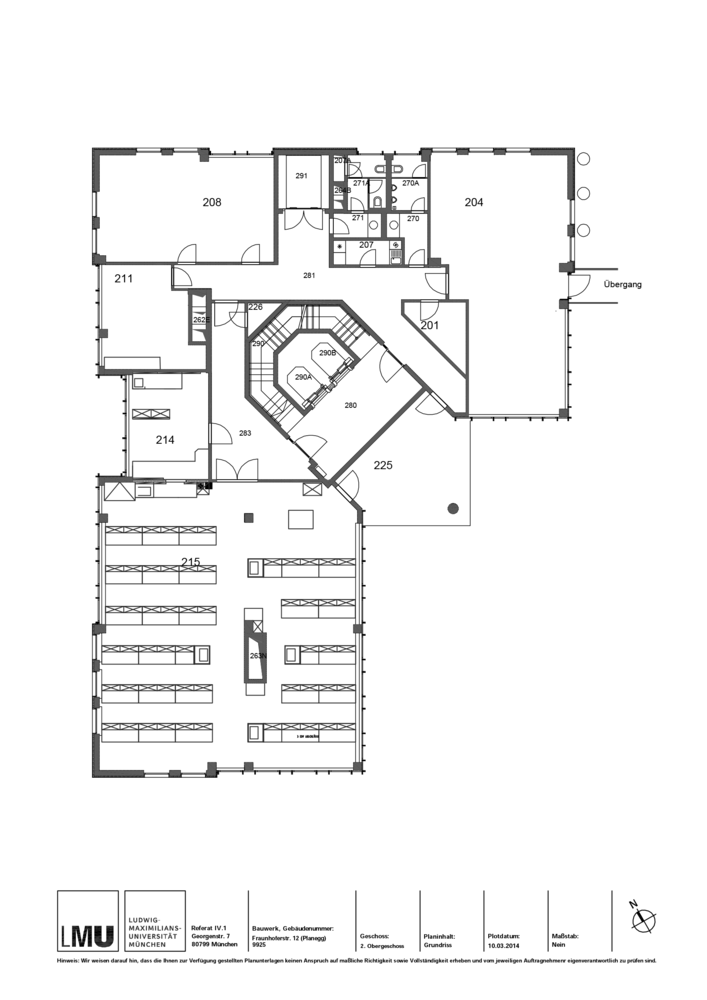 207A
291
264B
271A
270A
208
204
271
270
207
281
211
Übergang
226
262E
201
290
290B
290A
280
283
214
225
215
263N
N
LMU
LUDWIG-
MAXIMILIANS-
UNIVERSITÄT
MÜNCHEN
Referat IV.1
Georgenstr. 7
80799 München
Bauwerk, Gebäudenummer:
Fraunhoferstr. 12 (Planegg)
9925
Geschoss:
2. Obergeschoss
Planinhalt:
Grundriss
Plotdatum:
10.03.2014
Maßstab:
Nein
Hinweis: Wir weisen darauf hin, dass die Ihnen zur Verfügung gestellten Planunterlagen keinen Anspruch auf maßliche Richtigkeit sowie Vollständigkeit erheben und vom jeweiligen Auftragnehmer eigenverantwortlich zu prüfen sind.